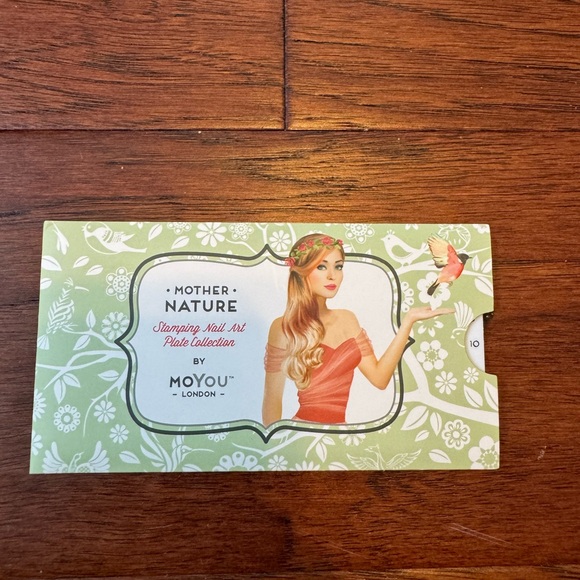 • MOTHER •
NATURE
Stamping Nail Art
Plate Collection
BY
MOYOU™
– LONDON –
10